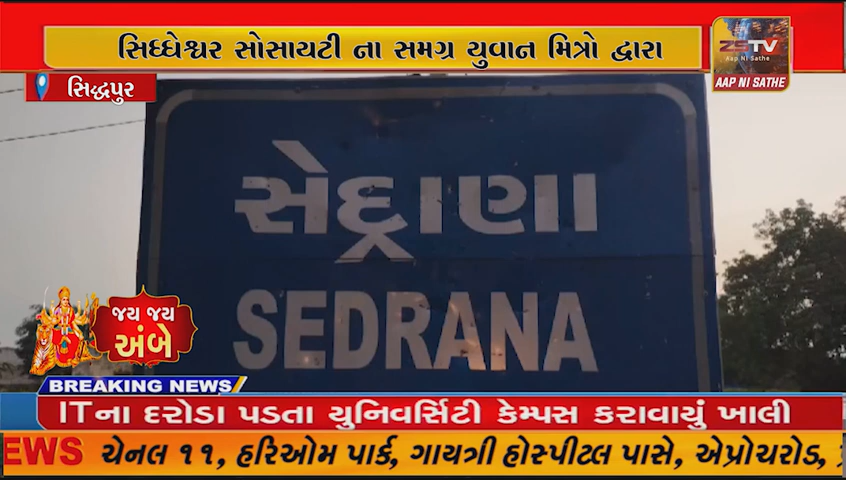 સિધ્ધેશ્વર સોસાયટી ના સમગ્ર યુવાન મિત્રો દ્વારા
ZSTV
Aap Ni Sathe
AAP NI SATHE
સિદ્ધપુર
સેદ્રાણા
SEDRANA
જય જય
અંબે
BREAKING NEWS
ITના દરોડા પડતા યુનિવર્સિટી કેમ્પસ કરાવાયું ખાલી
EWS ચેનલ ૧૧, હરિઓમ પાર્ક, ગાયત્રી હોસ્પીટલ પાસે, એપ્રોચરોડ,